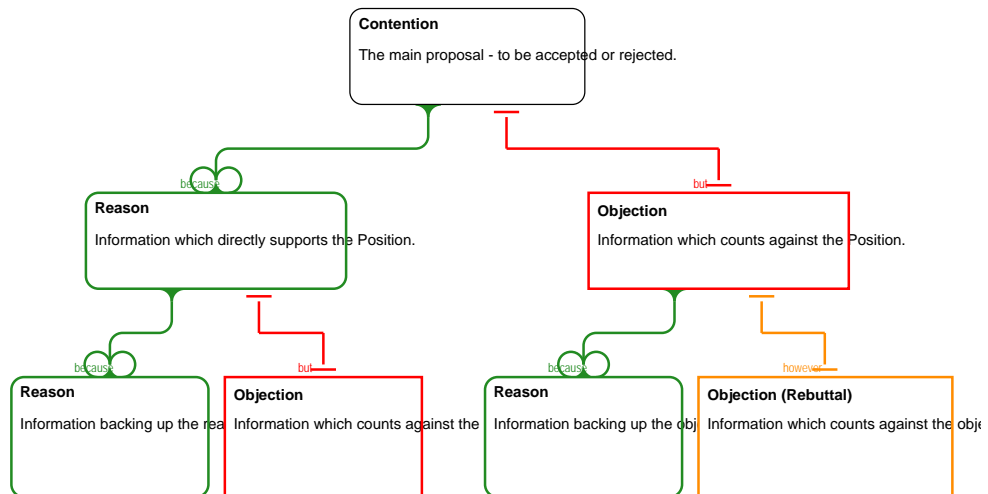 Contention
The main proposal - to be accepted or rejected.
because
but
Reason
Information which directly supports the Position.
Objection
Information which counts against the Position.
because
but
because
however
Reason
Information backing up the rea
Objection
Information which counts against the
Reason
Information backing up the obj
Objection (Rebuttal)
Information which counts against the obje